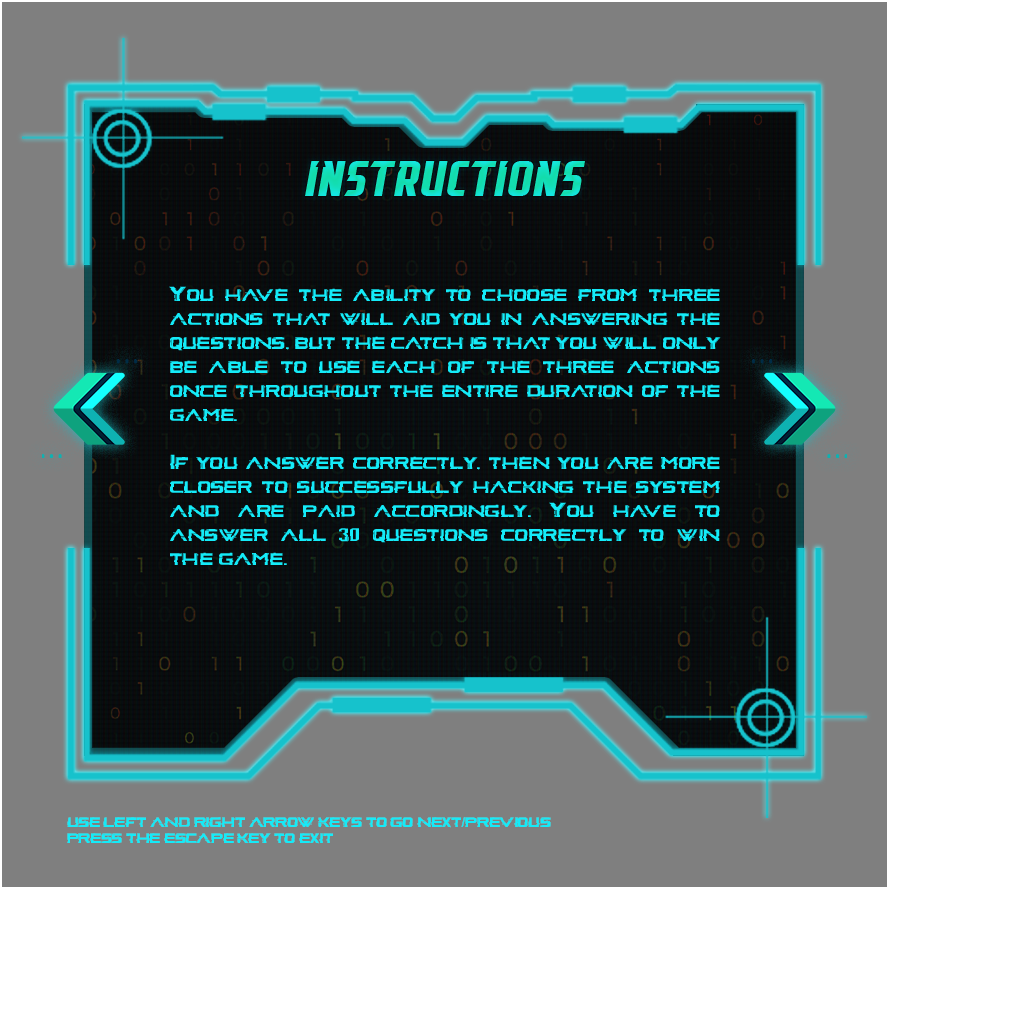 INSTRUCTIONS
YOU HAVE THE ABILITY TO CHOOSE FROM THREE
ACTIONS THAT WILL AID YOU IN ANSWERING THE
QUESTIONS. BUT THE CATCH IS THAT YOU WILL ONLY
BE ABLE TO USE EACH OF THE THREE ACTIONS
ONCE THROUGHOUT THE ENTIRE DURATION OF THE
GAME.
IF YOU ANSWER CORRECTLY, THEN YOU ARE MORE
CLOSER TO SUCCESSFULLY HACKING THE SYSTEM
AND ARE PAID ACCORDINGLY. YOU HAVE TO
ANSWER ALL 30 QUESTIONS CORRECTLY TO WIN
THE GAME.
USE LEFT AND RIGHT ARROW KEYS TO GO NEXT/PREVIOUS
PRESS THE ESCAPE KEY TO EXIT